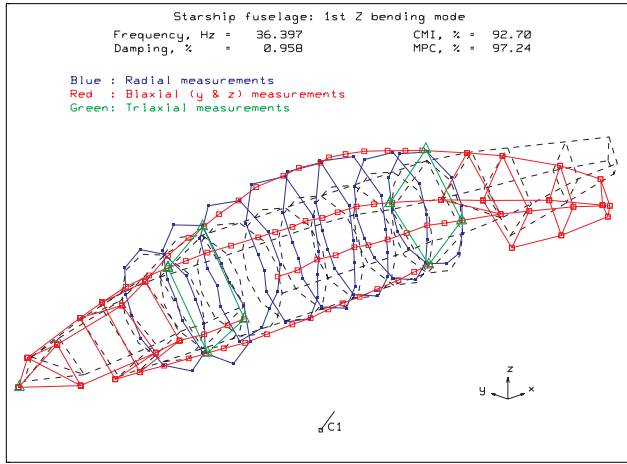 Starship fuselage: 1st Z bending mode
Frequency, Hz = 36.397 CMI, % = 92.70
Damping, % = 0.958 MPC, % = 97.24
Blue : Radial measurements
Red : Biaxial (y & z) measurements
Green: Triaxial measurements
z
y x
C1